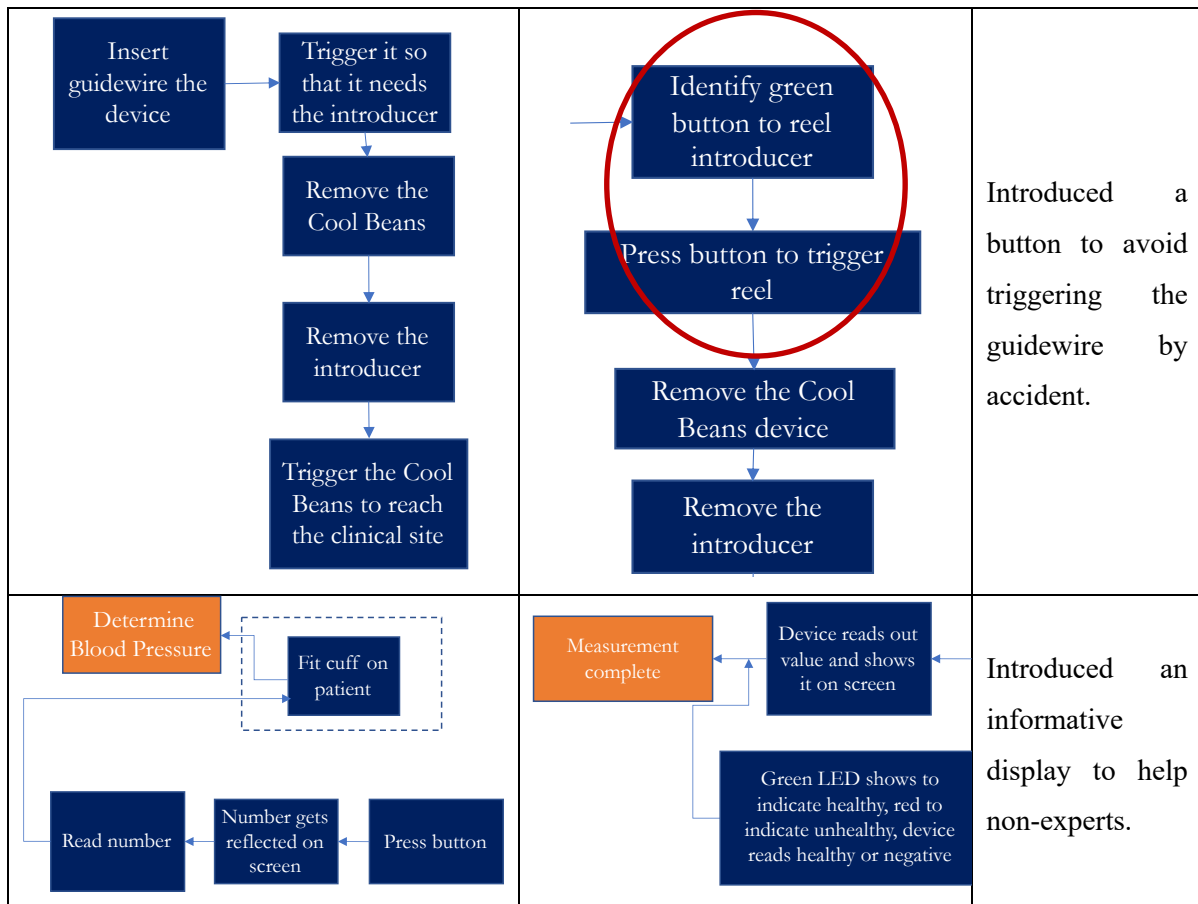 Insert
guidewire the
device
Trigger it so
that it needs
the introducer
Remove the
Cool Beans
Remove the
introducer
Trigger the Cool
Beans to reach
the clinical site
Identify green
button to reel
introducer
Press button to trigger
reel
Remove the Cool
Beans device
Remove the
introducer
Introduced a
button to avoid
triggering the
guidewire by
accident.
Determine
Blood Pressure
Fit cuff on
patient
Read number
Number gets
reflected on
screen
Press button
Measurement
complete
Device reads out
value and shows
it on screen
Green LED shows to
indicate healthy, red to
indicate unhealthy, device
reads healthy or negative
Introduced an
informative
display to help
non-experts.